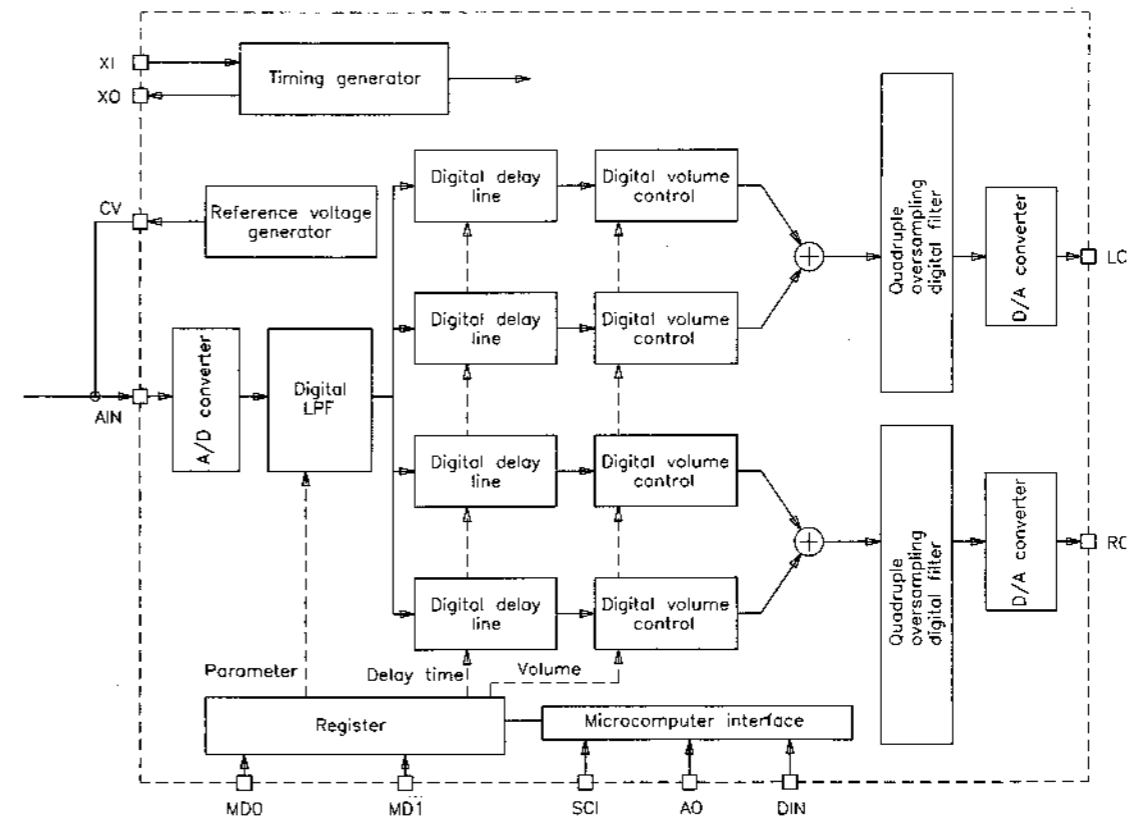 XI
XO
Timing generator
CV
Reference voltage
generator
Digital delay
line
Digital volume
control
Quadruple
oversampling
digital filter
D/A converter
LO
Digital delay
line
Digital volume
control
AIN
A/D converter
Digital
LPF
Digital delay
line
Digital volume
control
Quadruple
oversampling
digital filter
D/A converter
RO
Digital delay
line
Digital volume
control
Parameter
Delay time
Volume
Register
Microcomputer interface
MD0
MD1
SCI
A0
DIN